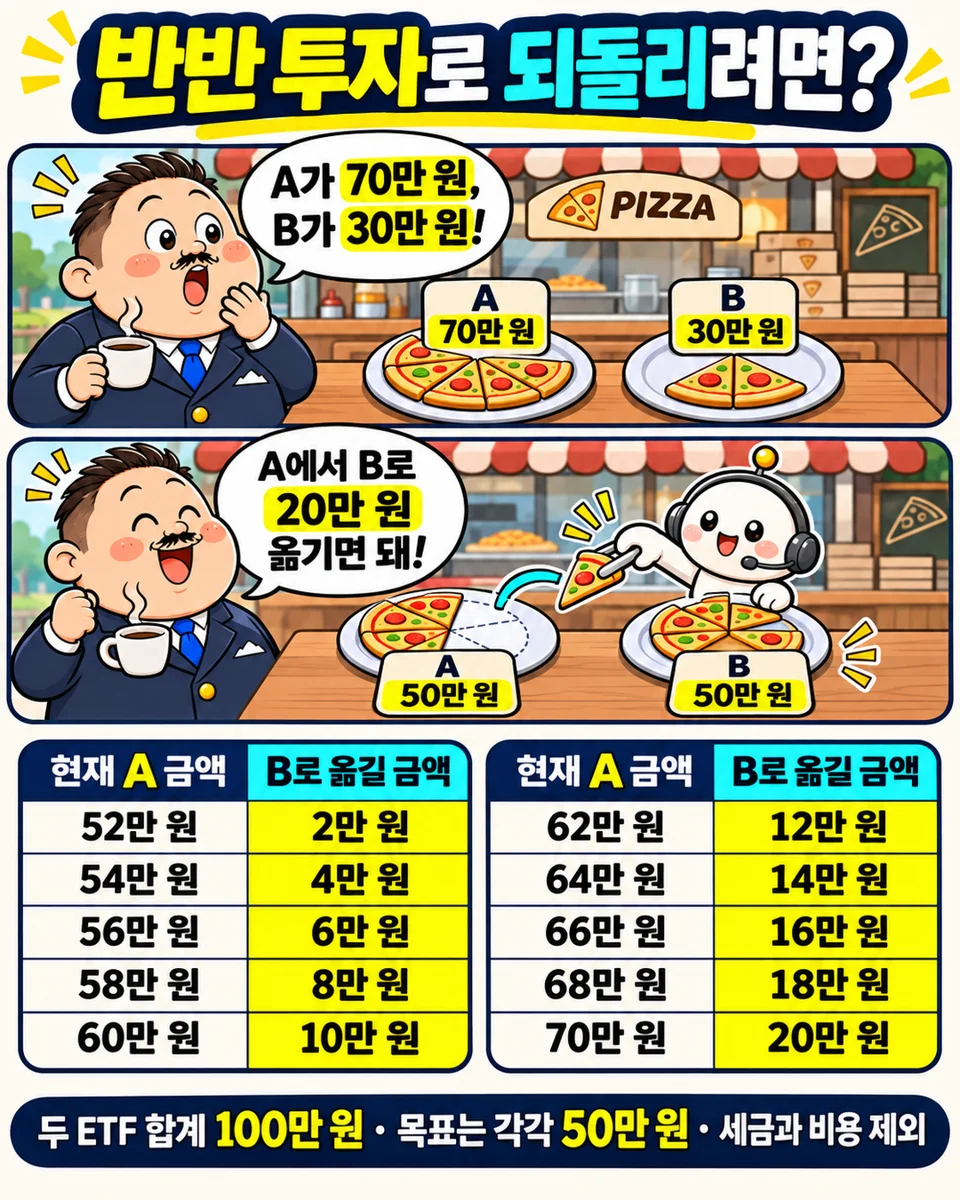 반반 투자로 되돌리려면?
A가 70만 원,
B가 30만 원!
PIZZA
A
70만 원
B
30만 원
A에서 B로
20만 원
옮기면 돼!
A
50만 원
B
50만 원
현재 A 금액 B로 옮길 금액
52만 원 2만 원
54만 원 4만 원
56만 원 6만 원
58만 원 8만 원
60만 원 10만 원
현재 A 금액 B로 옮길 금액
62만 원 12만 원
64만 원 14만 원
66만 원 16만 원
68만 원 18만 원
70만 원 20만 원
두 ETF 합계 100만 원 · 목표는 각각 50만 원 · 세금과 비용 제외